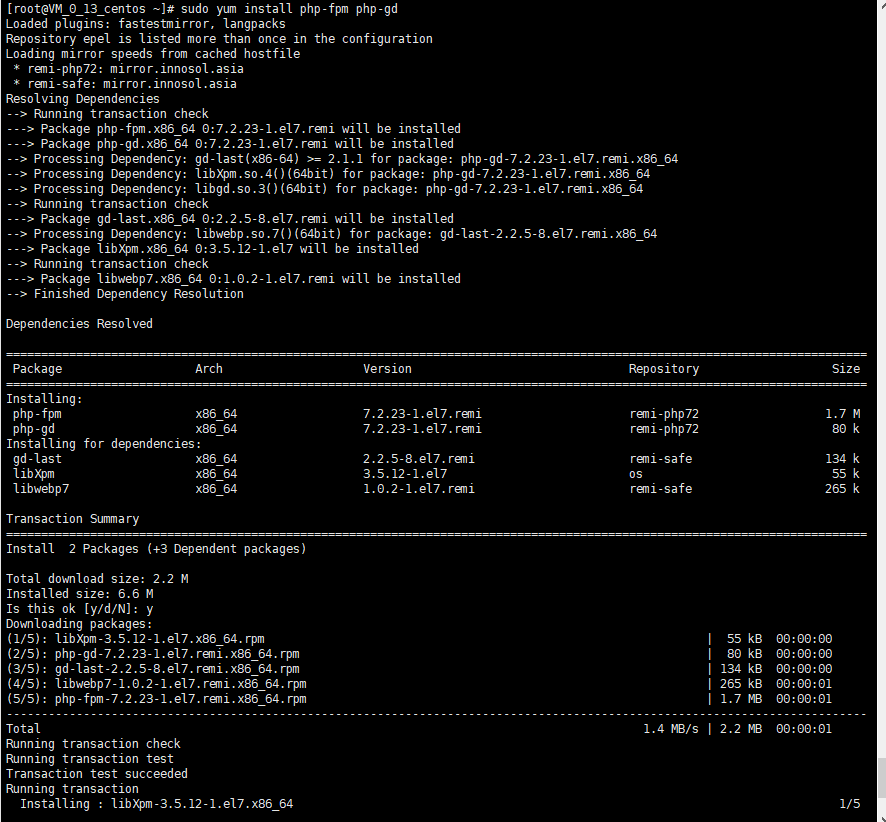 [root@VM_0_13_centos ~]# sudo yum install php-fpm php-gd
Loaded plugins: fastestmirror, langpacks
Repository epel is listed more than once in the configuration
Loading mirror speeds from cached hostfile
 * remi-php72: mirror.innosol.asia
 * remi-safe: mirror.innosol.asia
Resolving Dependencies
--> Running transaction check
---> Package php-fpm.x86_64 0:7.2.23-1.el7.remi will be installed
---> Package php-gd.x86_64 0:7.2.23-1.el7.remi will be installed
--> Processing Dependency: gd-last(x86-64) >= 2.1.1 for package: php-gd-7.2.23-1.el7.remi.x86_64
--> Processing Dependency: libXpm.so.4()(64bit) for package: php-gd-7.2.23-1.el7.remi.x86_64
--> Processing Dependency: libgd.so.3()(64bit) for package: php-gd-7.2.23-1.el7.remi.x86_64
--> Running transaction check
---> Package gd-last.x86_64 0:2.2.5-8.el7.remi will be installed
--> Processing Dependency: libwebp.so.7()(64bit) for package: gd-last-2.2.5-8.el7.remi.x86_64
---> Package libXpm.x86_64 0:3.5.12-1.el7 will be installed
--> Running transaction check
---> Package libwebp7.x86_64 0:1.0.2-1.el7.remi will be installed
--> Finished Dependency Resolution

Dependencies Resolved

================================================================================
 Package Arch Version Repository Size
================================================================================
Installing:
 php-fpm x86_64 7.2.23-1.el7.remi remi-php72 1.7 M
 php-gd x86_64 7.2.23-1.el7.remi remi-php72 80 k
Installing for dependencies:
 gd-last x86_64 2.2.5-8.el7.remi remi-safe 134 k
 libXpm x86_64 3.5.12-1.el7 os 55 k
 libwebp7 x86_64 1.0.2-1.el7.remi remi-safe 265 k

Transaction Summary
================================================================================
Install  2 Packages (+3 Dependent packages)

Total download size: 2.2 M
Installed size: 6.6 M
Is this ok [y/d/N]: y
Downloading packages:
(1/5): libXpm-3.5.12-1.el7.x86_64.rpm | 55 kB 00:00:00
(2/5): php-gd-7.2.23-1.el7.remi.x86_64.rpm | 80 kB 00:00:00
(3/5): gd-last-2.2.5-8.el7.remi.x86_64.rpm | 134 kB 00:00:00
(4/5): libwebp7-1.0.2-1.el7.remi.x86_64.rpm | 265 kB 00:00:01
(5/5): php-fpm-7.2.23-1.el7.remi.x86_64.rpm | 1.7 MB 00:00:01
--------------------------------------------------------------------------------
Total 1.4 MB/s | 2.2 MB 00:00:01
Running transaction check
Running transaction test
Transaction test succeeded
Running transaction
  Installing : libXpm-3.5.12-1.el7.x86_64 1/5